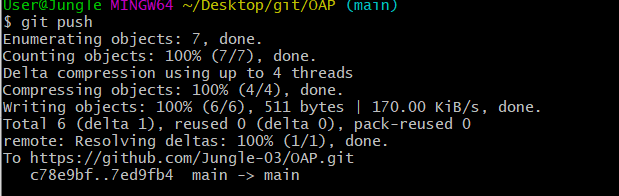 User@Jungle MINGW64 ~/Desktop/git/OAP (main)
$ git push
Enumerating objects: 7, done.
Counting objects: 100% (7/7), done.
Delta compression using up to 4 threads
Compressing objects: 100% (4/4), done.
Writing objects: 100% (6/6), 511 bytes | 170.00 KiB/s, done.
Total 6 (delta 1), reused 0 (delta 0), pack-reused 0
remote: Resolving deltas: 100% (1/1), done.
To https://github.com/Jungle-03/OAP.git
   c78e9bf..7ed9fb4  main -> main